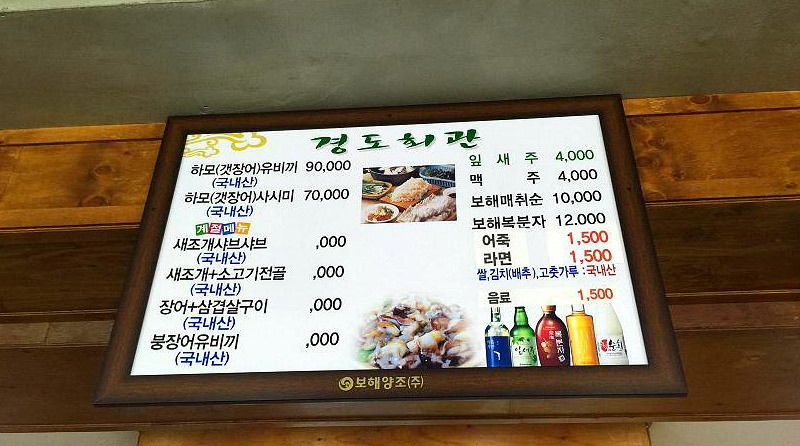 경도회관
하모(갯장어)유비끼 90,000
(국내산)
하모(갯장어)사시미 70,000
(국내산)
계절메뉴
새조개샤브샤브 ,000
(국내산)
새조개+소고기전골 ,000
(국내산)
장어+삼겹살구이 ,000
(국내산)
붕장어유비끼 ,000
(국내산)
잎새주 4,000
맥주 4,000
보해매취순 10,000
보해복분자 12.000
어죽 1,500
라면 1,500
쌀,김치(배추),고춧가루 :국내산
음료 1,500
잎새주
복분자
보해양조(주)